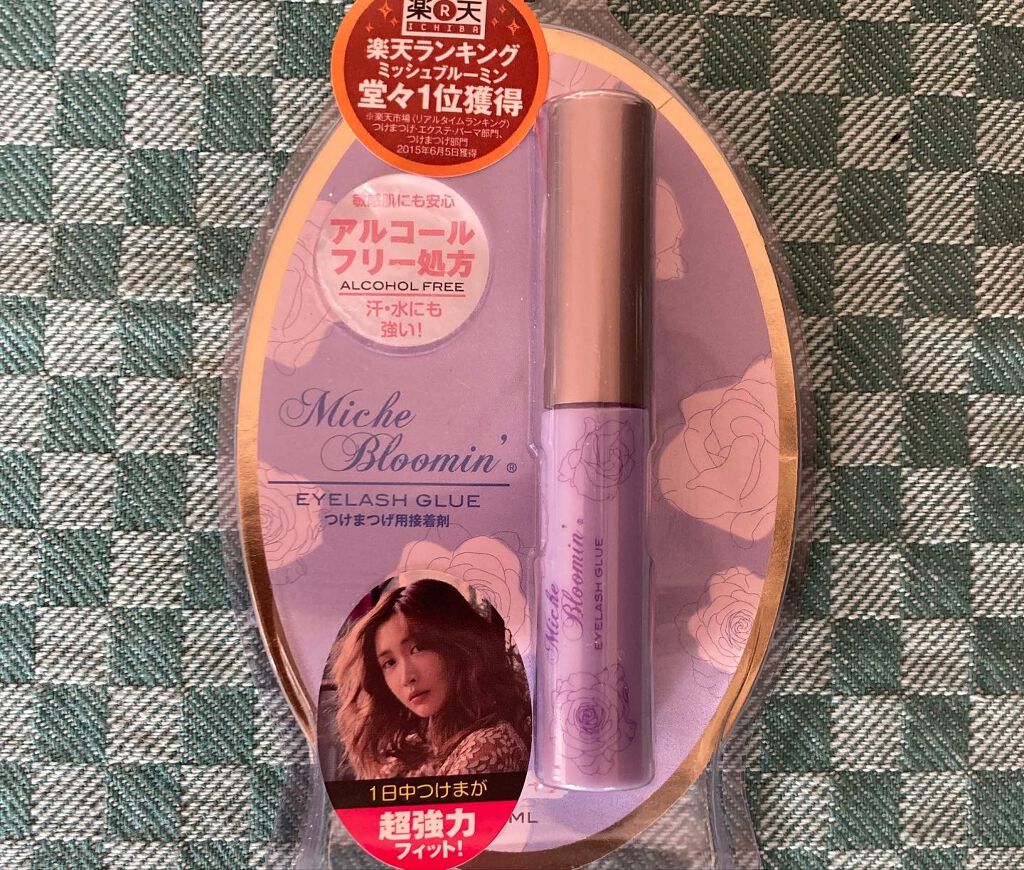 楽R天
ICHIBA
楽天ランキング
ミッシュブルーミン
堂々1位獲得
※楽天市場(リアルタイムランキング)
つけまつげ・エクステ・パーマ部門、
つけまつげ部門
2015年6月5日獲得
敏感肌にも安心
アルコール
フリー処方
ALCOHOL FREE
汗・水にも
強い!
Miche
Bloomin'®
EYELASH GLUE
つけまつげ用接着剤
Miche
Bloomin'®
EYELASH GLUE
1日中つけまが
超強力
フィット!
ML